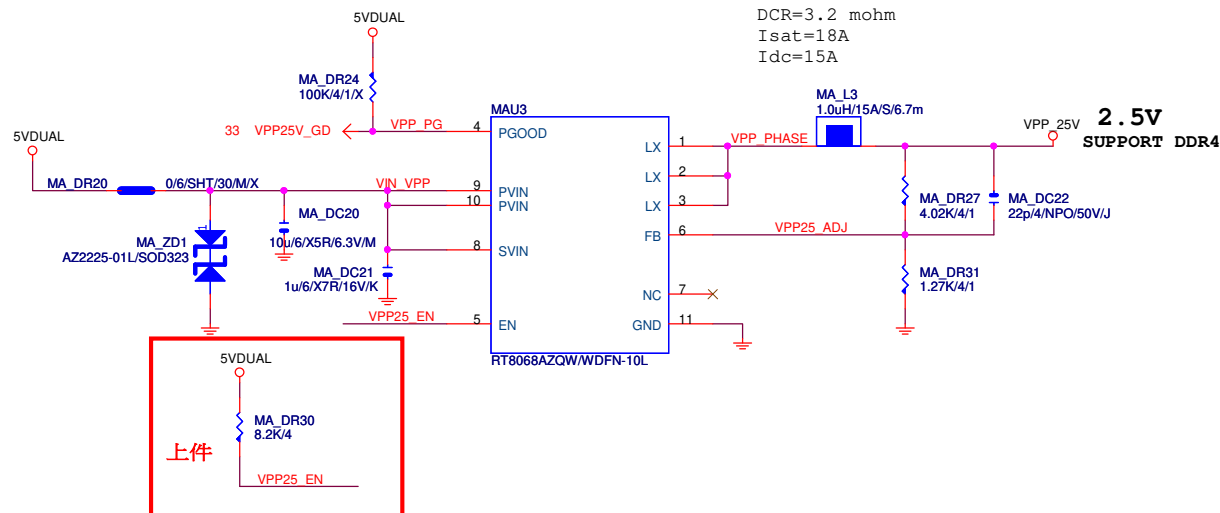 DCR=3.2 mohm
Isat=18A
Idc=15A
5VDUAL
MA_DR24
100K/4/1/X
MAU3
MA_L3
1.0uH/15A/S/6.7m
VPP_25V
2.5V
SUPPORT DDR4
33 VPP25V_GD
VPP_PG
4
PGOOD
LX
1
VPP_PHASE
5VDUAL
MA_DR20
0/6/SHT/30/M/X
VIN_VPP
9
PVIN
10
PVIN
LX
2
LX
3
MA_DR27
4.02K/4/1
MA_DC22
22p/4/NPO/50V/J
1
MA_ZD1
AZ2225-01L/SOD323
MA_DC20
10u/6/X5R/6.3V/M
8
SVIN
FB
6
VPP25_ADJ
MA_DC21
1u/6/X7R/16V/K
MA_DR31
1.27K/4/1
NC
7
VPP25_EN
5
EN
GND
11
RT8068AZQW/WDFN-10L
5VDUAL
MA_DR30
8.2K/4
上件
VPP25_EN